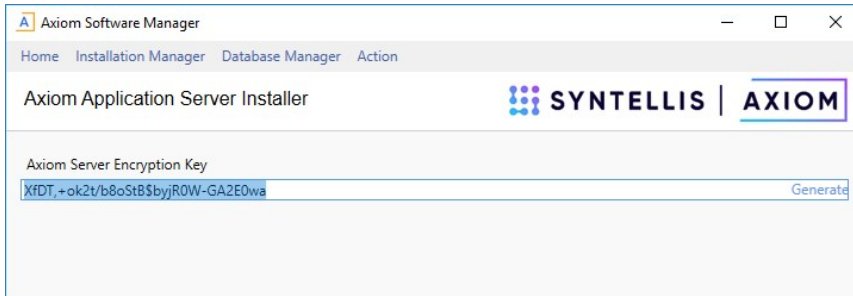 A Axiom Software Manager
Home Installation Manager Database Manager Action
Axiom Application Server Installer SYNTELLIS | AXIOM
Axiom Server Encryption Key
XfDT,+ok2t/b8oStB$byjR0W-GA2E0wa Generate